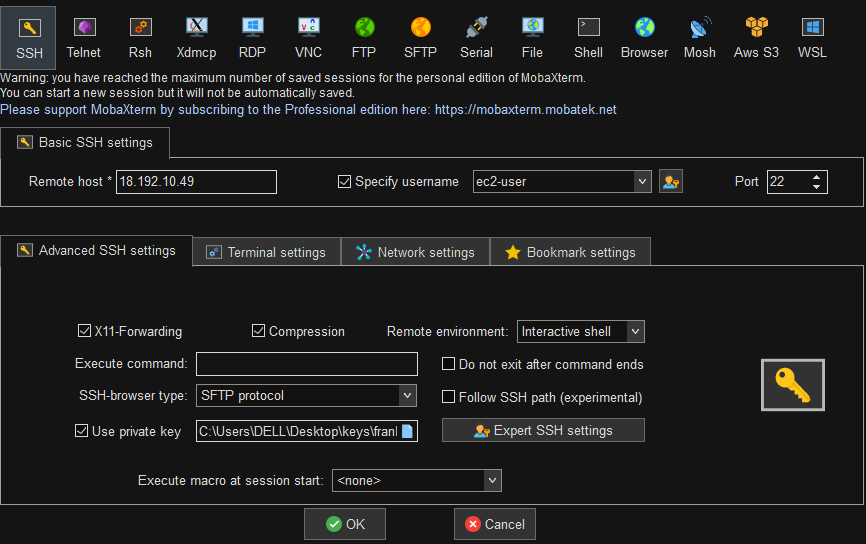 SSH Telnet Rsh Xdmcp RDP VNC FTP SFTP Serial File Shell Browser Mosh Aws S3 WSL
Warning: you have reached the maximum number of saved sessions for the personal edition of MobaXterm.
You can start a new session but it will not be automatically saved.
Please support MobaXterm by subscribing to the Professional edition here: https://mobaxterm.mobatek.net
Basic SSH settings
Remote host * 18.192.10.49 Specify username ec2-user Port 22
Advanced SSH settings Terminal settings Network settings Bookmark settings
X11-Forwarding Compression Remote environment: Interactive shell
Execute command: Do not exit after command ends
SSH-browser type: SFTP protocol Follow SSH path (experimental)
Use private key C:\Users\DELL\Desktop\keys\frank Expert SSH settings
Execute macro at session start: <none>
OK Cancel